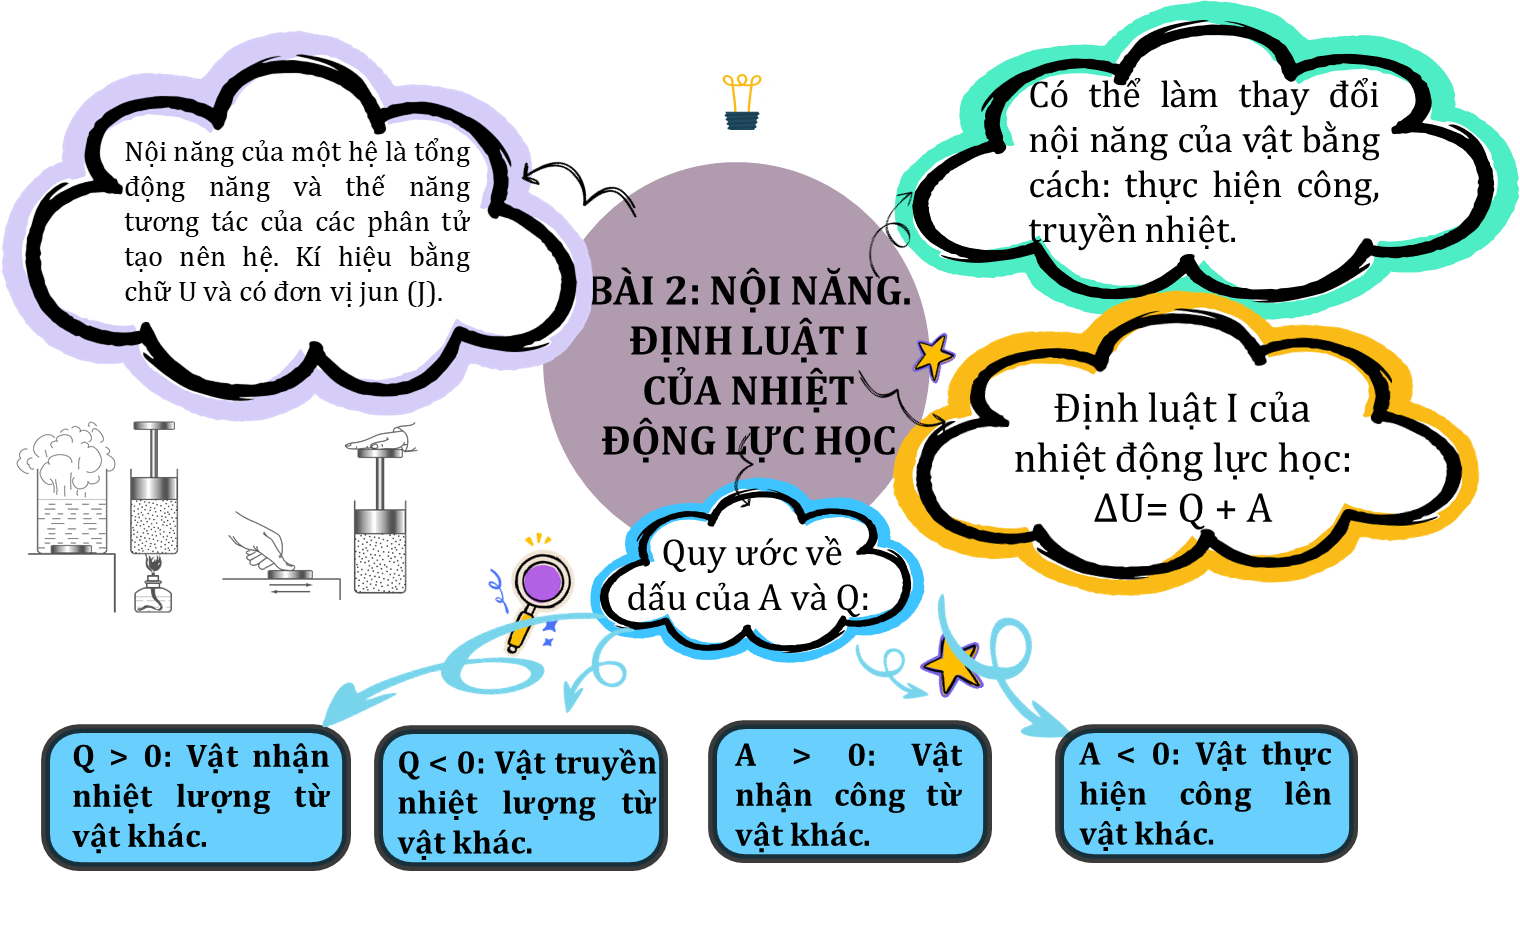 Nội năng của một hệ là tổng
động năng và thế năng
tương tác của các phân tử
tạo nên hệ. Kí hiệu bằng
chữ U và có đơn vị jun (J).
Có thể làm thay đổi
nội năng của vật bằng
cách: thực hiện công,
truyền nhiệt.
BÀI 2: NỘI NĂNG.
ĐỊNH LUẬT I
CỦA NHIỆT
ĐỘNG LỰC HỌC
Định luật I của
nhiệt động lực học:
ΔU= Q + A
Quy ước về
dấu của A và Q:
Q > 0: Vật nhận
nhiệt lượng từ
vật khác.
Q < 0: Vật truyền
nhiệt lượng từ
vật khác.
A > 0: Vật
nhận công từ
vật khác.
A < 0: Vật thực
hiện công lên
vật khác.